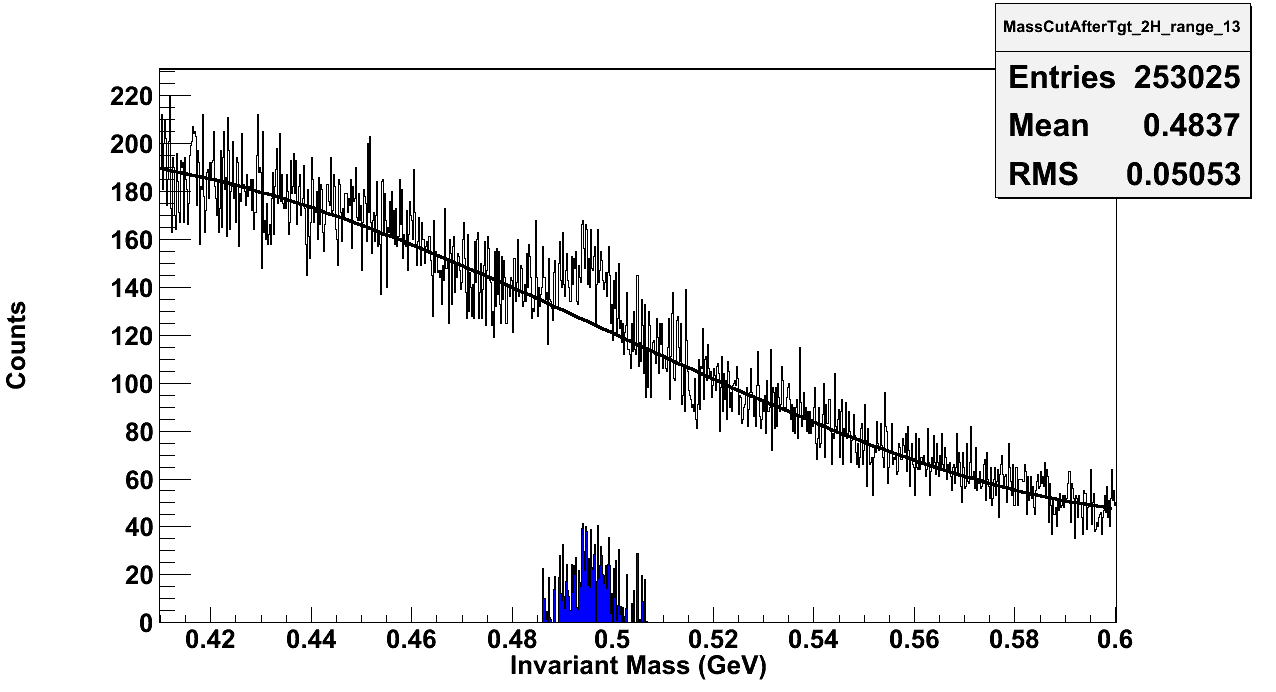 MassCutAfterTgt_2H_range_13
Entries 253025
Mean 0.4837
RMS 0.05053
220
200
180
160
140
120
100
80
60
40
20
0
Counts
0.42 0.44 0.46 0.48 0.5 0.52 0.54 0.56 0.58 0.6
Invariant Mass (GeV)